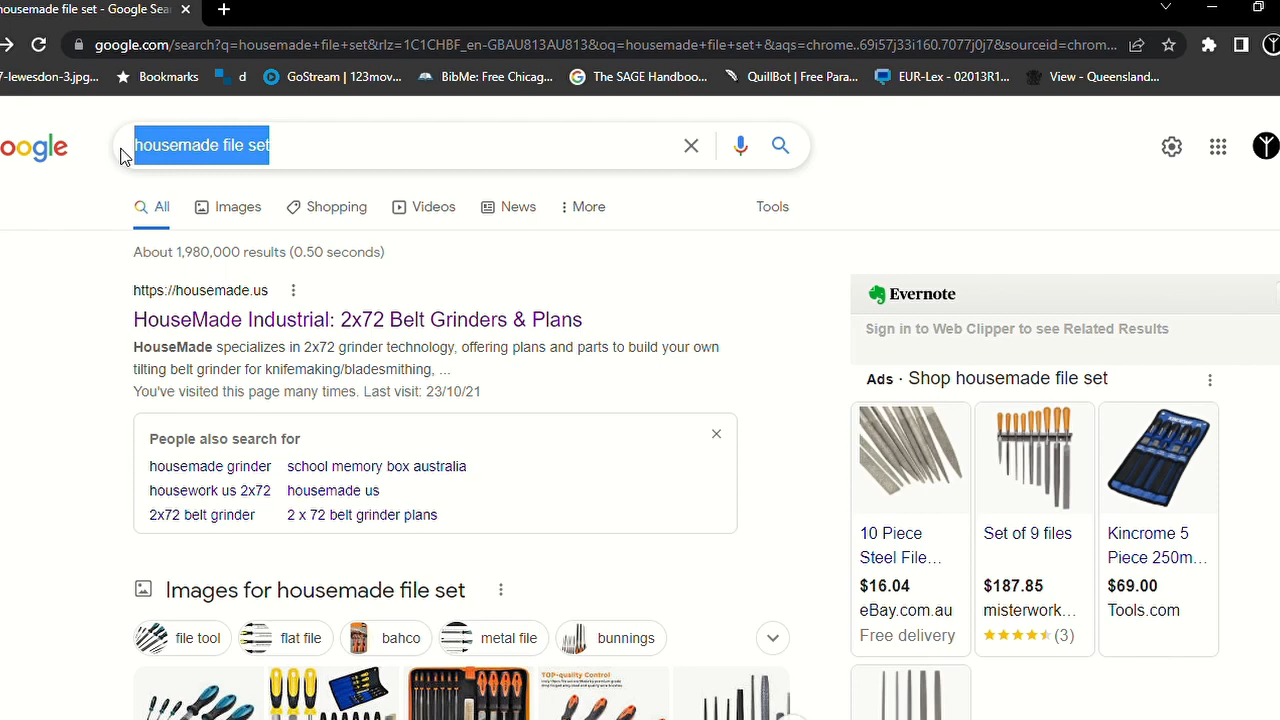 housemade file set - Google Sea
google.com/search?q=housemade+file+set&rlz=1C1CHBF_en-GBAU813AU813&oq=housemade+file+set+&aqs=chrome..69i57j33i160.7077j0j7&sourceid=chrom...
7-lewesdon-3.jpg... Bookmarks d GoStream | 123mov... BibMe: Free Chicag... The SAGE Handboo... QuillBot | Free Para... EUR-Lex - 02013R1... View - Queensland...
oogle
housemade file set
All Images Shopping Videos News More Tools
About 1,980,000 results (0.50 seconds)
https://housemade.us
HouseMade Industrial: 2x72 Belt Grinders & Plans
HouseMade specializes in 2x72 grinder technology, offering plans and parts to build your own
tilting belt grinder for knifemaking/bladesmithing, ...
You've visited this page many times. Last visit: 23/10/21
People also search for
housemade grinder school memory box australia
housework us 2x72 housemade us
2x72 belt grinder 2 x 72 belt grinder plans
Images for housemade file set
file tool flat file bahco metal file bunnings
TOP-quality Control
Evernote
Sign in to Web Clipper to see Related Results
Ads · Shop housemade file set
10 Piece
Steel File...
$16.04
eBay.com.au
Free delivery
Set of 9 files
$187.85
misterwork...
(3)
Kincrome 5
Piece 250m...
$69.00
Tools.com